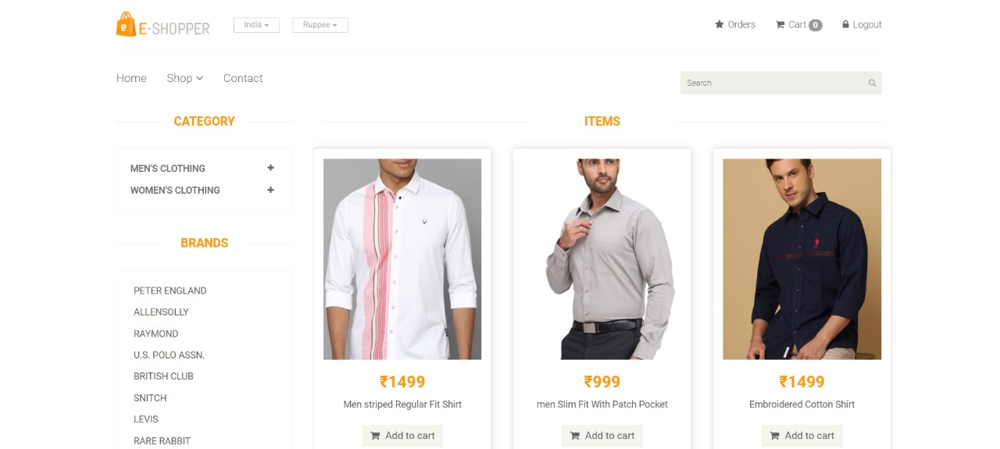 E-SHOPPER
India
Ruppee
Orders
Cart 0
Logout
Home
Shop
Contact
Search
CATEGORY
MEN'S CLOTHING
WOMEN'S CLOTHING
BRANDS
PETER ENGLAND
ALLENSOLLY
RAYMOND
U.S. POLO ASSN.
BRITISH CLUB
SNITCH
LEVIS
RARE RABBIT
ITEMS
₹1499
Men striped Regular Fit Shirt
Add to cart
₹999
men Slim Fit With Patch Pocket
Add to cart
₹1499
Embroidered Cotton Shirt
Add to cart